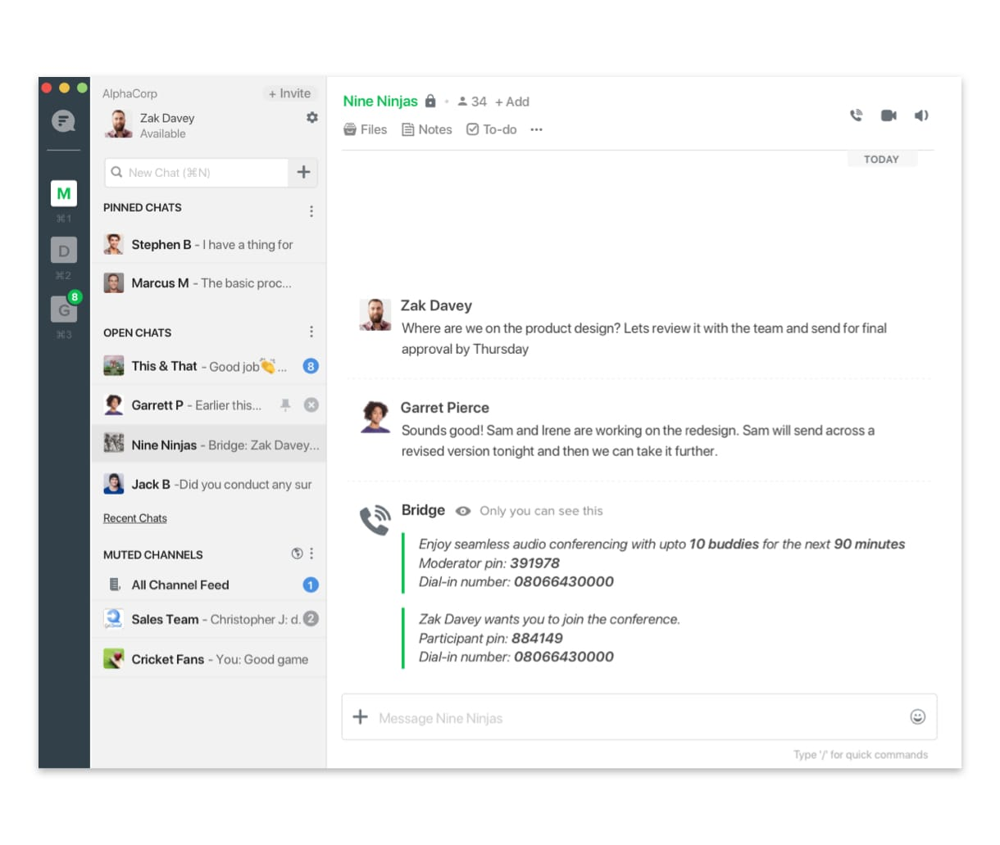 AlphaCorp
+ Invite
Zak Davey
Available
New Chat (⌘N)
PINNED CHATS
Stephen B - I have a thing for
Marcus M - The basic proc...
OPEN CHATS
This & That - Good job👏 ...
8
Garrett P - Earlier this...
Nine Ninjas - Bridge: Zak Davey...
Jack B -Did you conduct any sur
Recent Chats
MUTED CHANNELS
All Channel Feed
1
Sales Team - Christopher J: d.
2
Cricket Fans - You: Good game
M
⌘1
D
⌘2
8
G
⌘3
Nine Ninjas
34 + Add
Files Notes To-do ...
TODAY
Zak Davey
Where are we on the product design? Lets review it with the team and send for final
approval by Thursday
Garret Pierce
Sounds good! Sam and Irene are working on the redesign. Sam will send across a
revised version tonight and then we can take it further.
Bridge Only you can see this
Enjoy seamless audio conferencing with upto 10 buddies for the next 90 minutes
Moderator pin: 391978
Dial-in number: 08066430000
Zak Davey wants you to join the conference.
Participant pin: 884149
Dial-in number: 08066430000
Message Nine Ninjas
Type '/' for quick commands